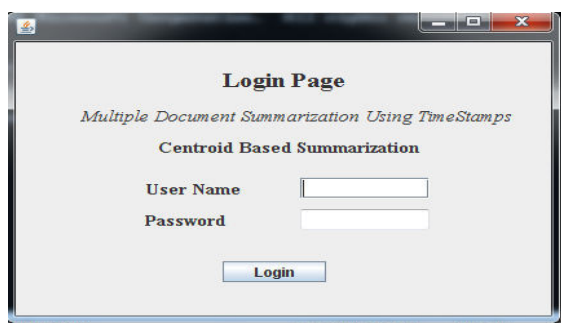 Login Page
Multiple Document Summarization Using TimeStamps
Centroid Based Summarization
User Name
Password
Login